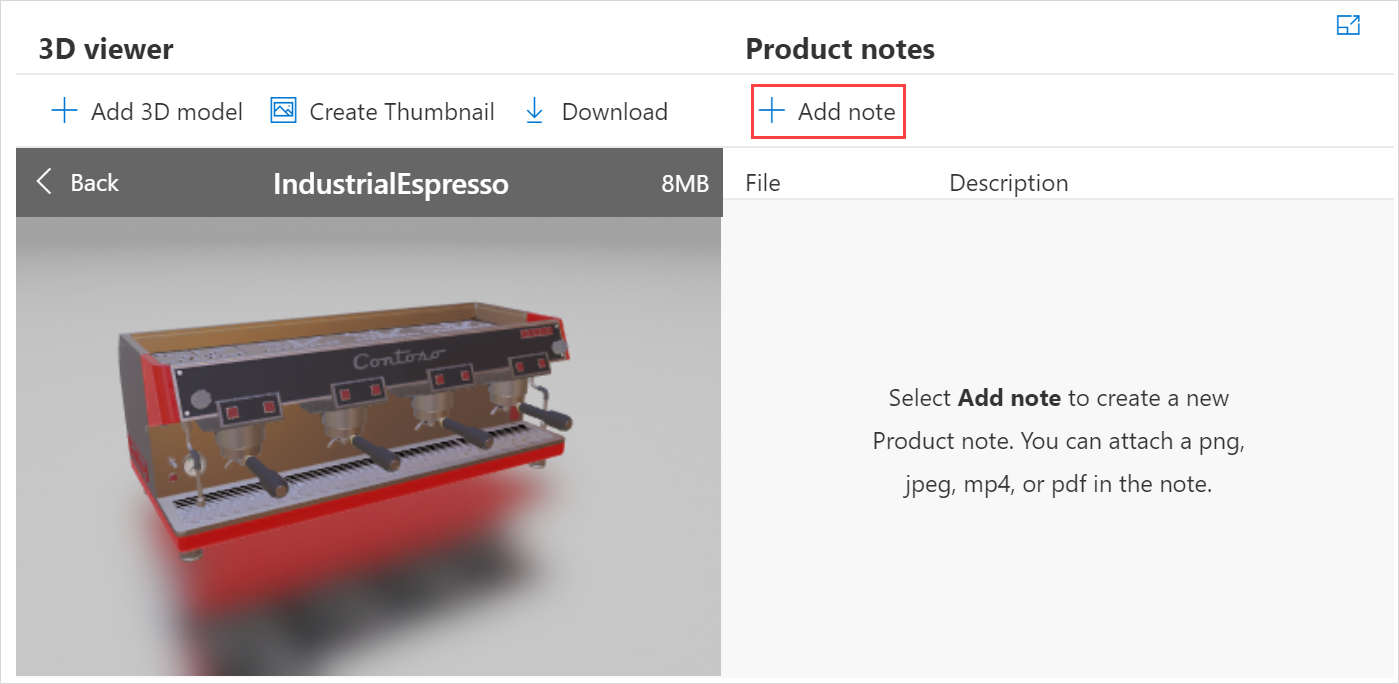 3D viewer
Product notes
Add 3D model
Create Thumbnail
Download
Add note
Back
IndustrialEspresso
8MB
File
Description
Contoso
Select Add note to create a new
Product note. You can attach a png,
jpeg, mp4, or pdf in the note.